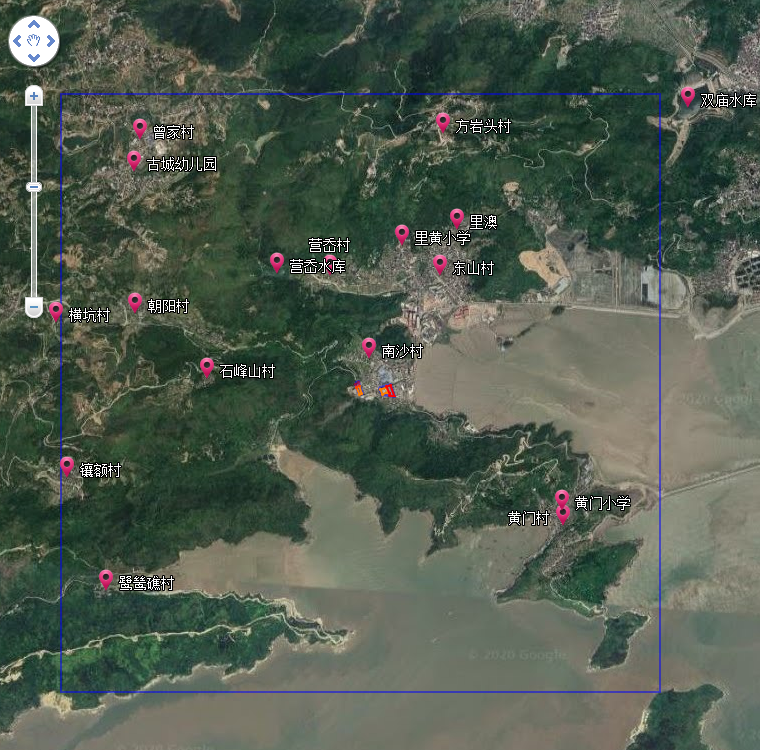 双庙水库
曾家村
方岩头村
古城幼儿园
里澳
里黄小学
营岙村
营岙水库
东山村
朝阳村
横坑村
南沙村
石峰山村
镶额村
黄门小学
黄门村
鹭鸶礁村
© 2020 Google
© 2020 Google